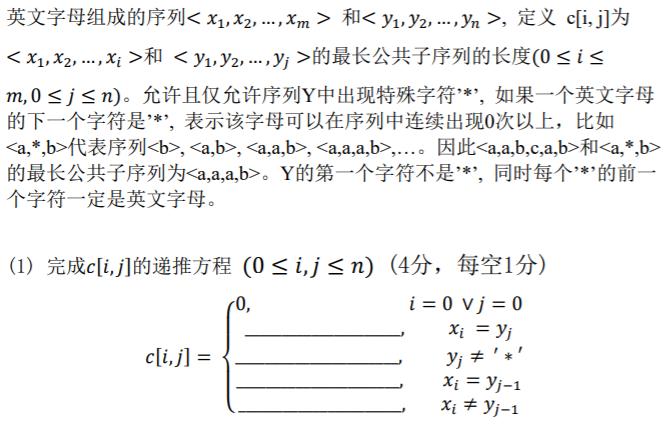 英文字母组成的序列< x₁, x₂, …, xₘ > 和< y₁, y₂, …, yₙ >, 定义 c[i, j]为
< x₁, x₂, …, xᵢ >和 < y₁, y₂, …, yⱼ >的最长公共子序列的长度(0 ≤ i ≤
m, 0 ≤ j ≤ n)。允许且仅允许序列Y中出现特殊字符’*’, 如果一个英文字母
的下一个字符是’*’, 表示该字母可以在序列中连续出现0次以上，比如
<a,*,b>代表序列<b>, <a,b>, <a,a,b>, <a,a,a,b>,…。因此<a,a,b,c,a,b>和<a,*,b>
的最长公共子序列为<a,a,a,b>。Y的第一个字符不是’*’, 同时每个’*’的前一
个字符一定是英文字母。
(1) 完成c[i, j]的递推方程 (0 ≤ i, j ≤ n) (4分，每空1分)
0, i = 0 ∨ j = 0
________________, xᵢ = yⱼ
c[i, j] = ________________, yⱼ ≠ ′ * ′
________________, xᵢ = yⱼ₋₁
________________, xᵢ ≠ yⱼ₋₁